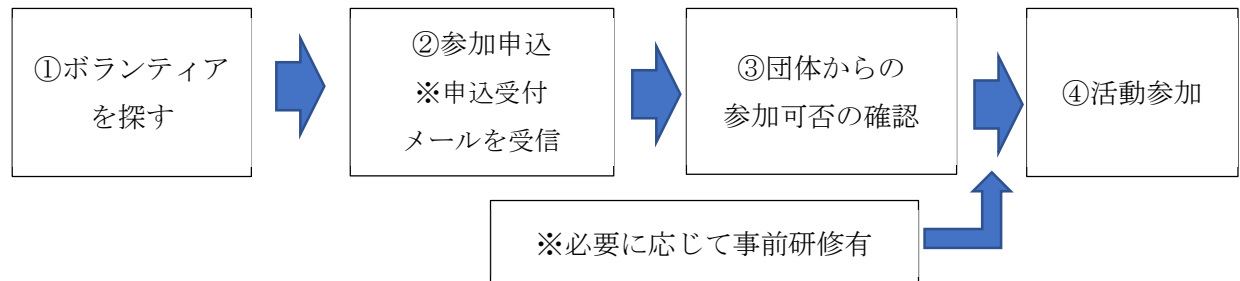 ①ボランティア
を探す
②参加申込
※申込受付
メールを受信
③団体からの
参加可否の確認
④活動参加
※必要に応じて事前研修有